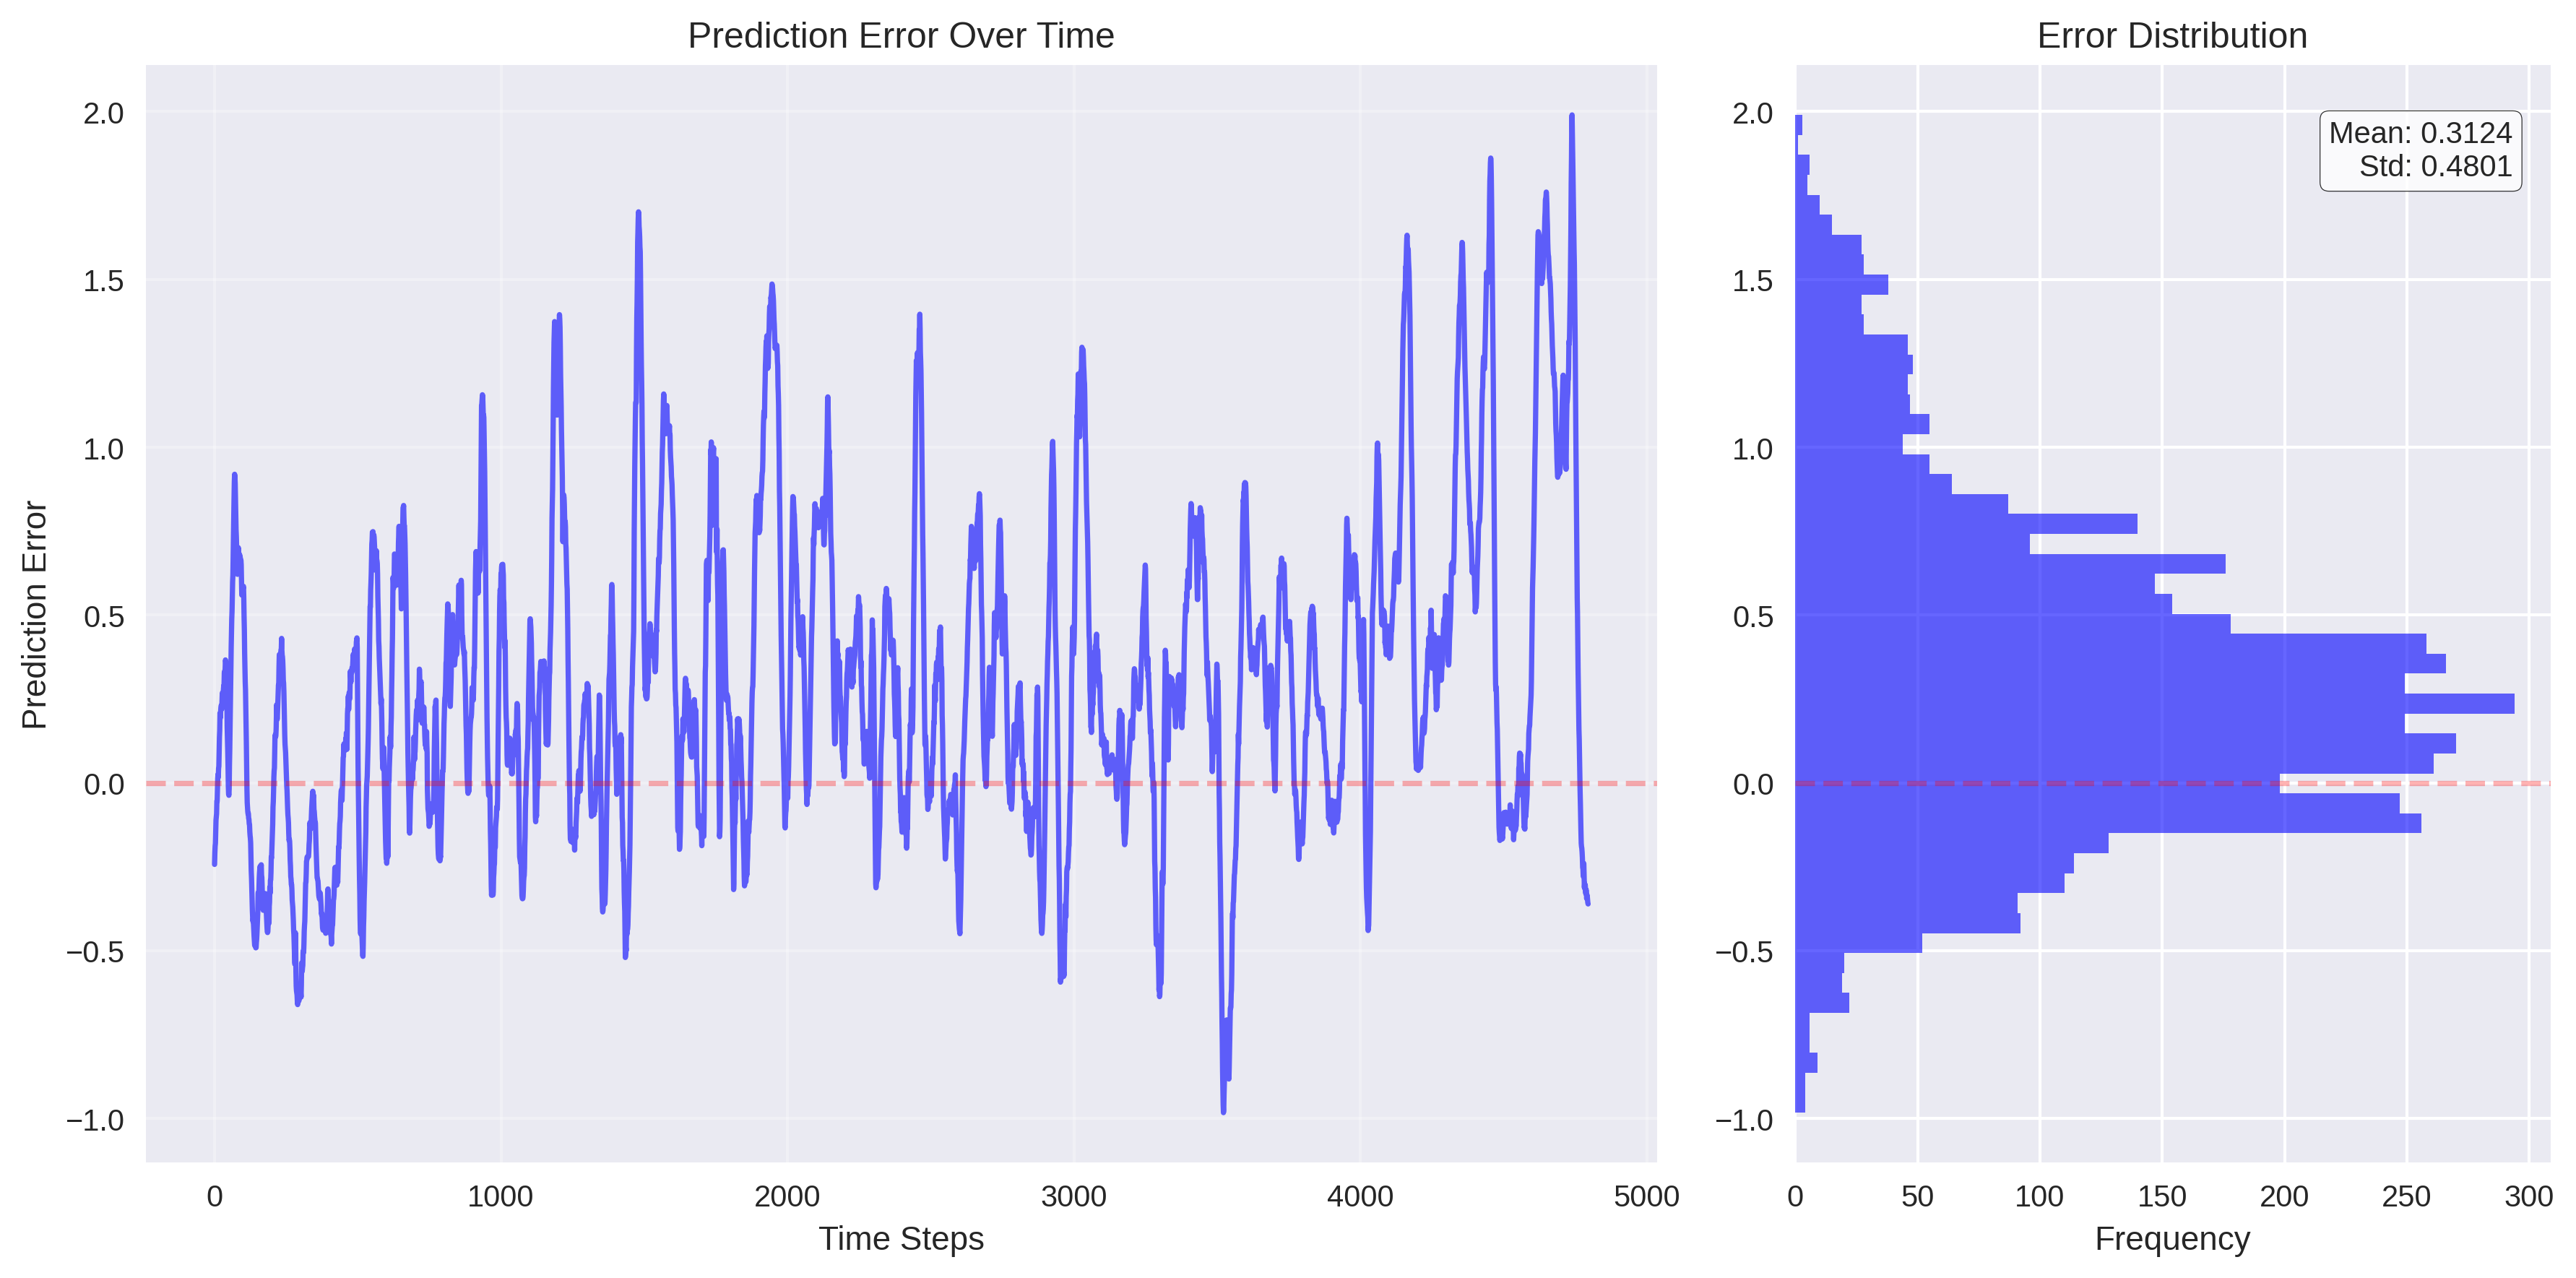 Prediction Error Over Time
Prediction Error
2.0
1.5
1.0
0.5
0.0
−0.5
−1.0
0 1000 2000 3000 4000 5000
Time Steps
Error Distribution
Mean: 0.3124
Std: 0.4801
2.0
1.5
1.0
0.5
0.0
−0.5
−1.0
0 50 100 150 200 250 300
Frequency